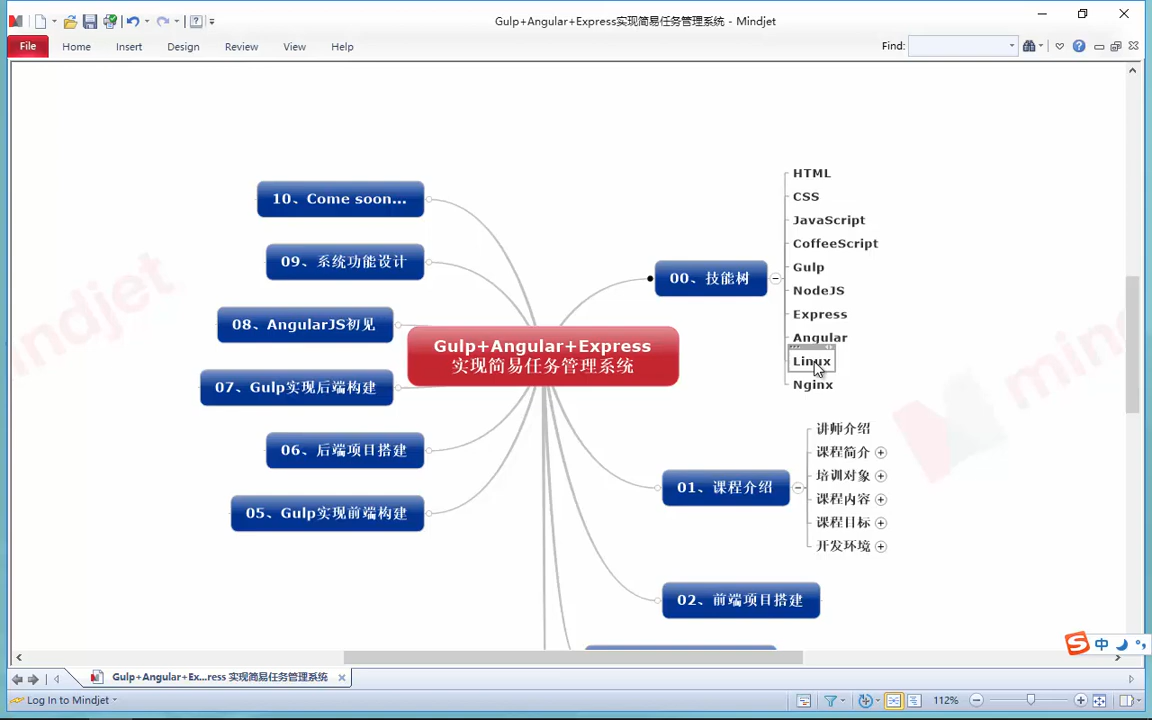 Gulp+Angular+Express实现简易任务管理系统 - Mindjet
File
Home
Insert
Design
Review
View
Help
Find:
10、Come soon...
09、系统功能设计
08、AngularJS初见
07、Gulp实现后端构建
06、后端项目搭建
05、Gulp实现前端构建
Gulp+Angular+Express
实现简易任务管理系统
00、技能树
HTML
CSS
JavaScript
CoffeeScript
Gulp
NodeJS
Express
Angular
Linux
Nginx
01、课程介绍
讲师介绍
课程简介
培训对象
课程内容
课程目标
开发环境
02、前端项目搭建
mindjet
中
Gulp+Angular+Ex...ress 实现简易任务管理系统
Log In to Mindjet
112%